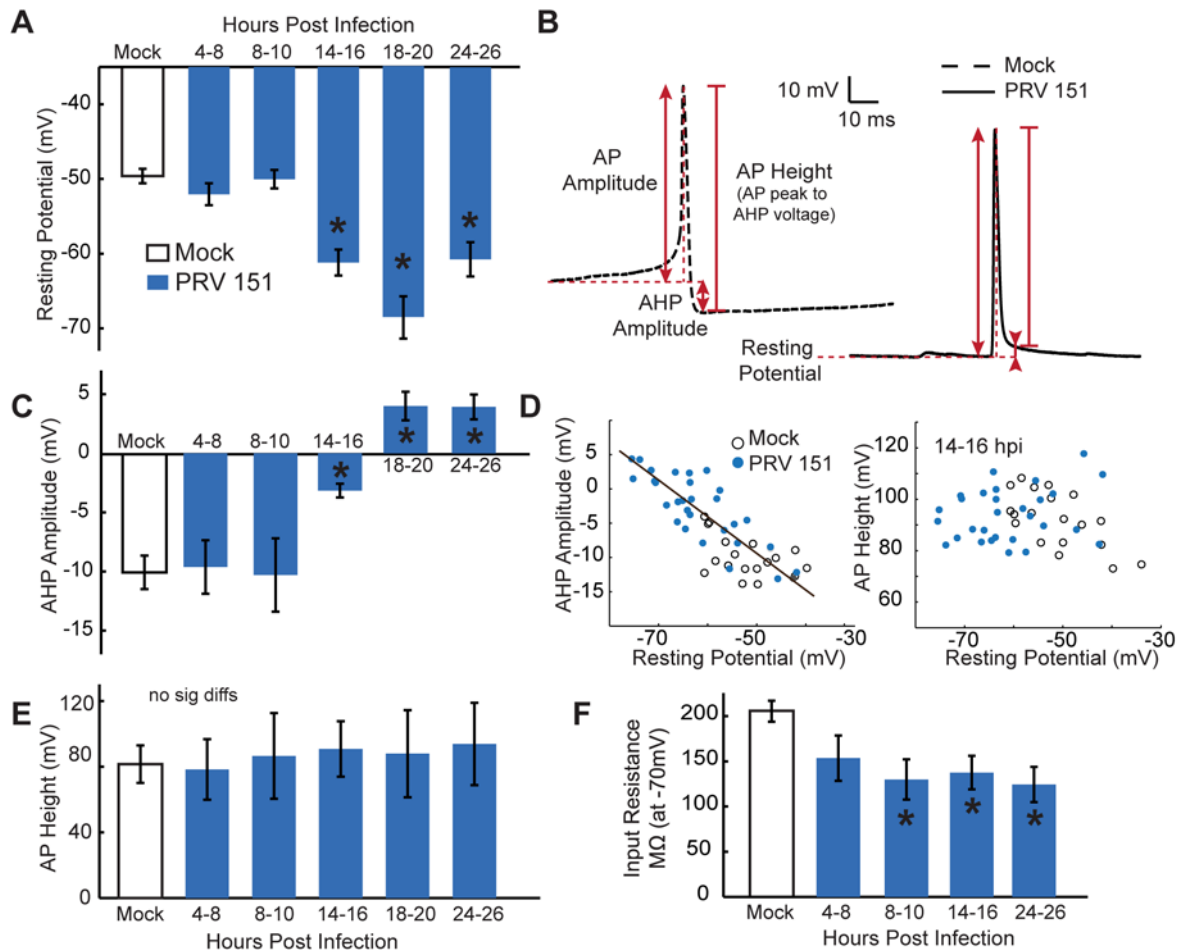 A
Hours Post Infection
Mock 4-8 8-10 14-16 18-20 24-26
Resting Potential (mV)
-40
-50
-60
-70
*
*
*
Mock
PRV 151
B
10 mV
10 ms
Mock
PRV 151
AP
Amplitude
AP Height
(AP peak to
AHP voltage)
AHP
Amplitude
Resting
Potential
C
AHP Amplitude (mV)
5
0
-5
-10
-15
Mock 4-8 8-10 14-16
18-20 24-26
*
*
*
D
Mock
PRV 151
AHP Amplitude (mV)
5
0
-5
-10
-15
-70 -50 -30
Resting Potential (mV)
14-16 hpi
AP Height (mV)
120
100
80
60
-70 -50 -30
Resting Potential (mV)
E
no sig diffs
AP Height (mV)
120
80
40
0
Mock 4-8 8-10 14-16 18-20 24-26
Hours Post Infection
F
Input Resistance
MΩ (at -70mV)
200
150
100
50
0
*
*
*
Mock 4-8 8-10 14-16 24-26
Hours Post Infection